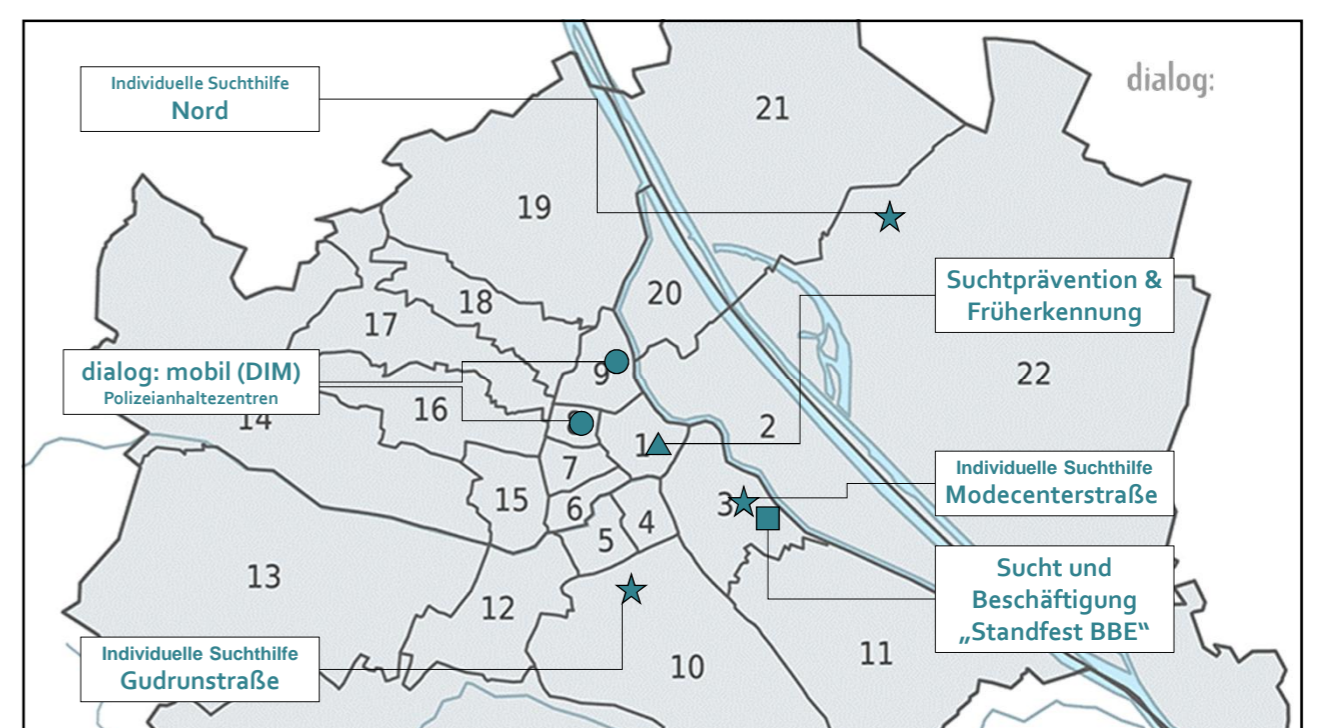 Individuelle Suchthilfe
Nord
dialog:
21
19
20
18
17
Suchtprävention &
Früherkennung
22
dialog: mobil (DIM)
Polizeianhaltezentren
9
14
16
8
1
2
7
15
6
5
4
3
Individuelle Suchthilfe
Modecenterstraße
Sucht und
Beschäftigung
„Standfest BBE“
13
12
11
10
Individuelle Suchthilfe
Gudrunstraße